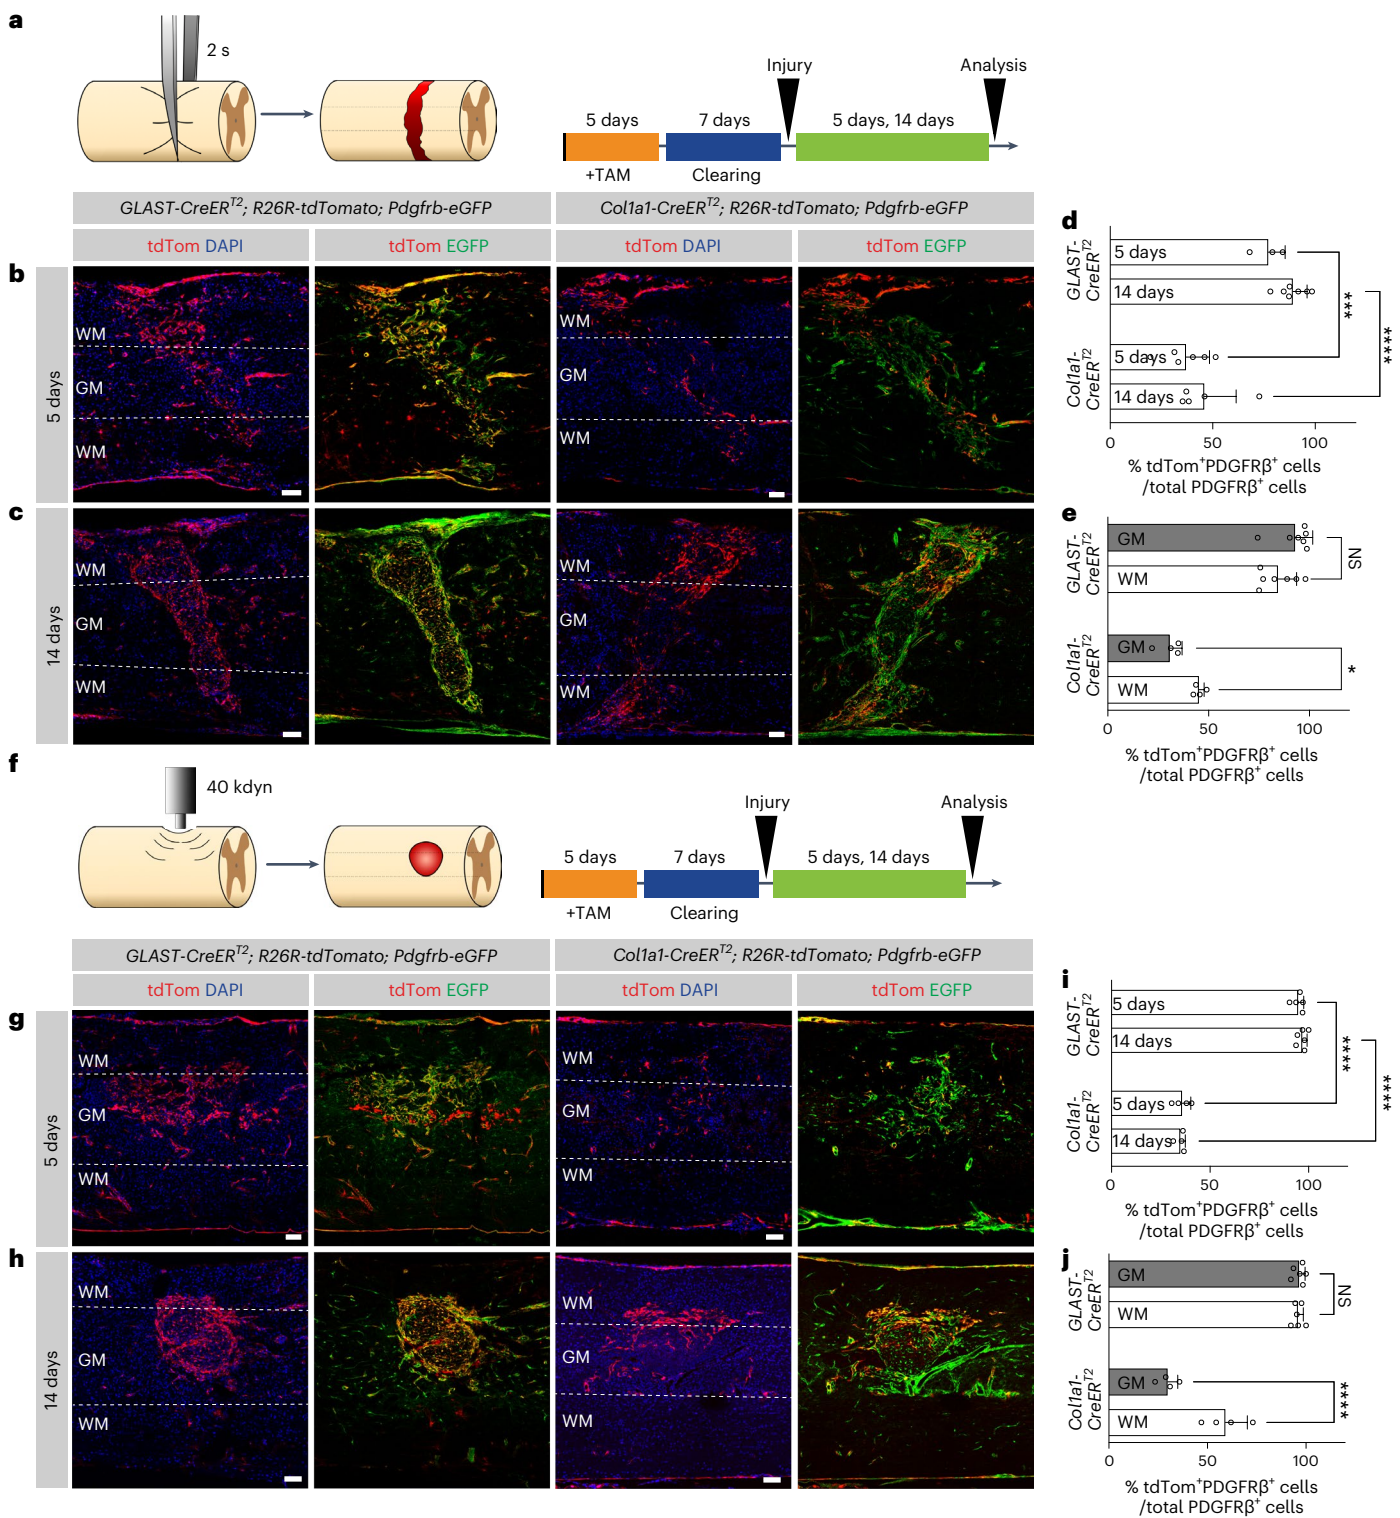 a
2 s
Injury
Analysis
5 days
7 days
5 days, 14 days
+TAM
Clearing
GLAST-CreER^T2; R26R-tdTomato; Pdgfrb-eGFP
Col1a1-CreER^T2; R26R-tdTomato; Pdgfrb-eGFP
tdTom DAPI
tdTom EGFP
tdTom DAPI
tdTom EGFP
b
5 days
WM
GM
WM
WM
GM
WM
c
14 days
WM
GM
WM
WM
GM
WM
d
GLAST-
CreER^T2
5 days
14 days
Col1a1-
CreER^T2
5 days
14 days
***
****
0
50
100
% tdTom⁺PDGFRβ⁺ cells
/total PDGFRβ⁺ cells
e
GLAST-
CreER^T2
GM
WM
NS
Col1a1-
CreER^T2
GM
WM
*
0
50
100
% tdTom⁺PDGFRβ⁺ cells
/total PDGFRβ⁺ cells
f
40 kdyn
Injury
Analysis
5 days
7 days
5 days, 14 days
+TAM
Clearing
GLAST-CreER^T2; R26R-tdTomato; Pdgfrb-eGFP
Col1a1-CreER^T2; R26R-tdTomato; Pdgfrb-eGFP
tdTom DAPI
tdTom EGFP
tdTom DAPI
tdTom EGFP
g
5 days
WM
GM
WM
WM
GM
WM
h
14 days
WM
GM
WM
WM
GM
WM
i
GLAST-
CreER^T2
5 days
14 days
Col1a1-
CreER^T2
5 days
14 days
****
****
0
50
100
% tdTom⁺PDGFRβ⁺ cells
/total PDGFRβ⁺ cells
j
GLAST-
CreER^T2
GM
WM
NS
Col1a1-
CreER^T2
GM
WM
****
0
50
100
% tdTom⁺PDGFRβ⁺ cells
/total PDGFRβ⁺ cells